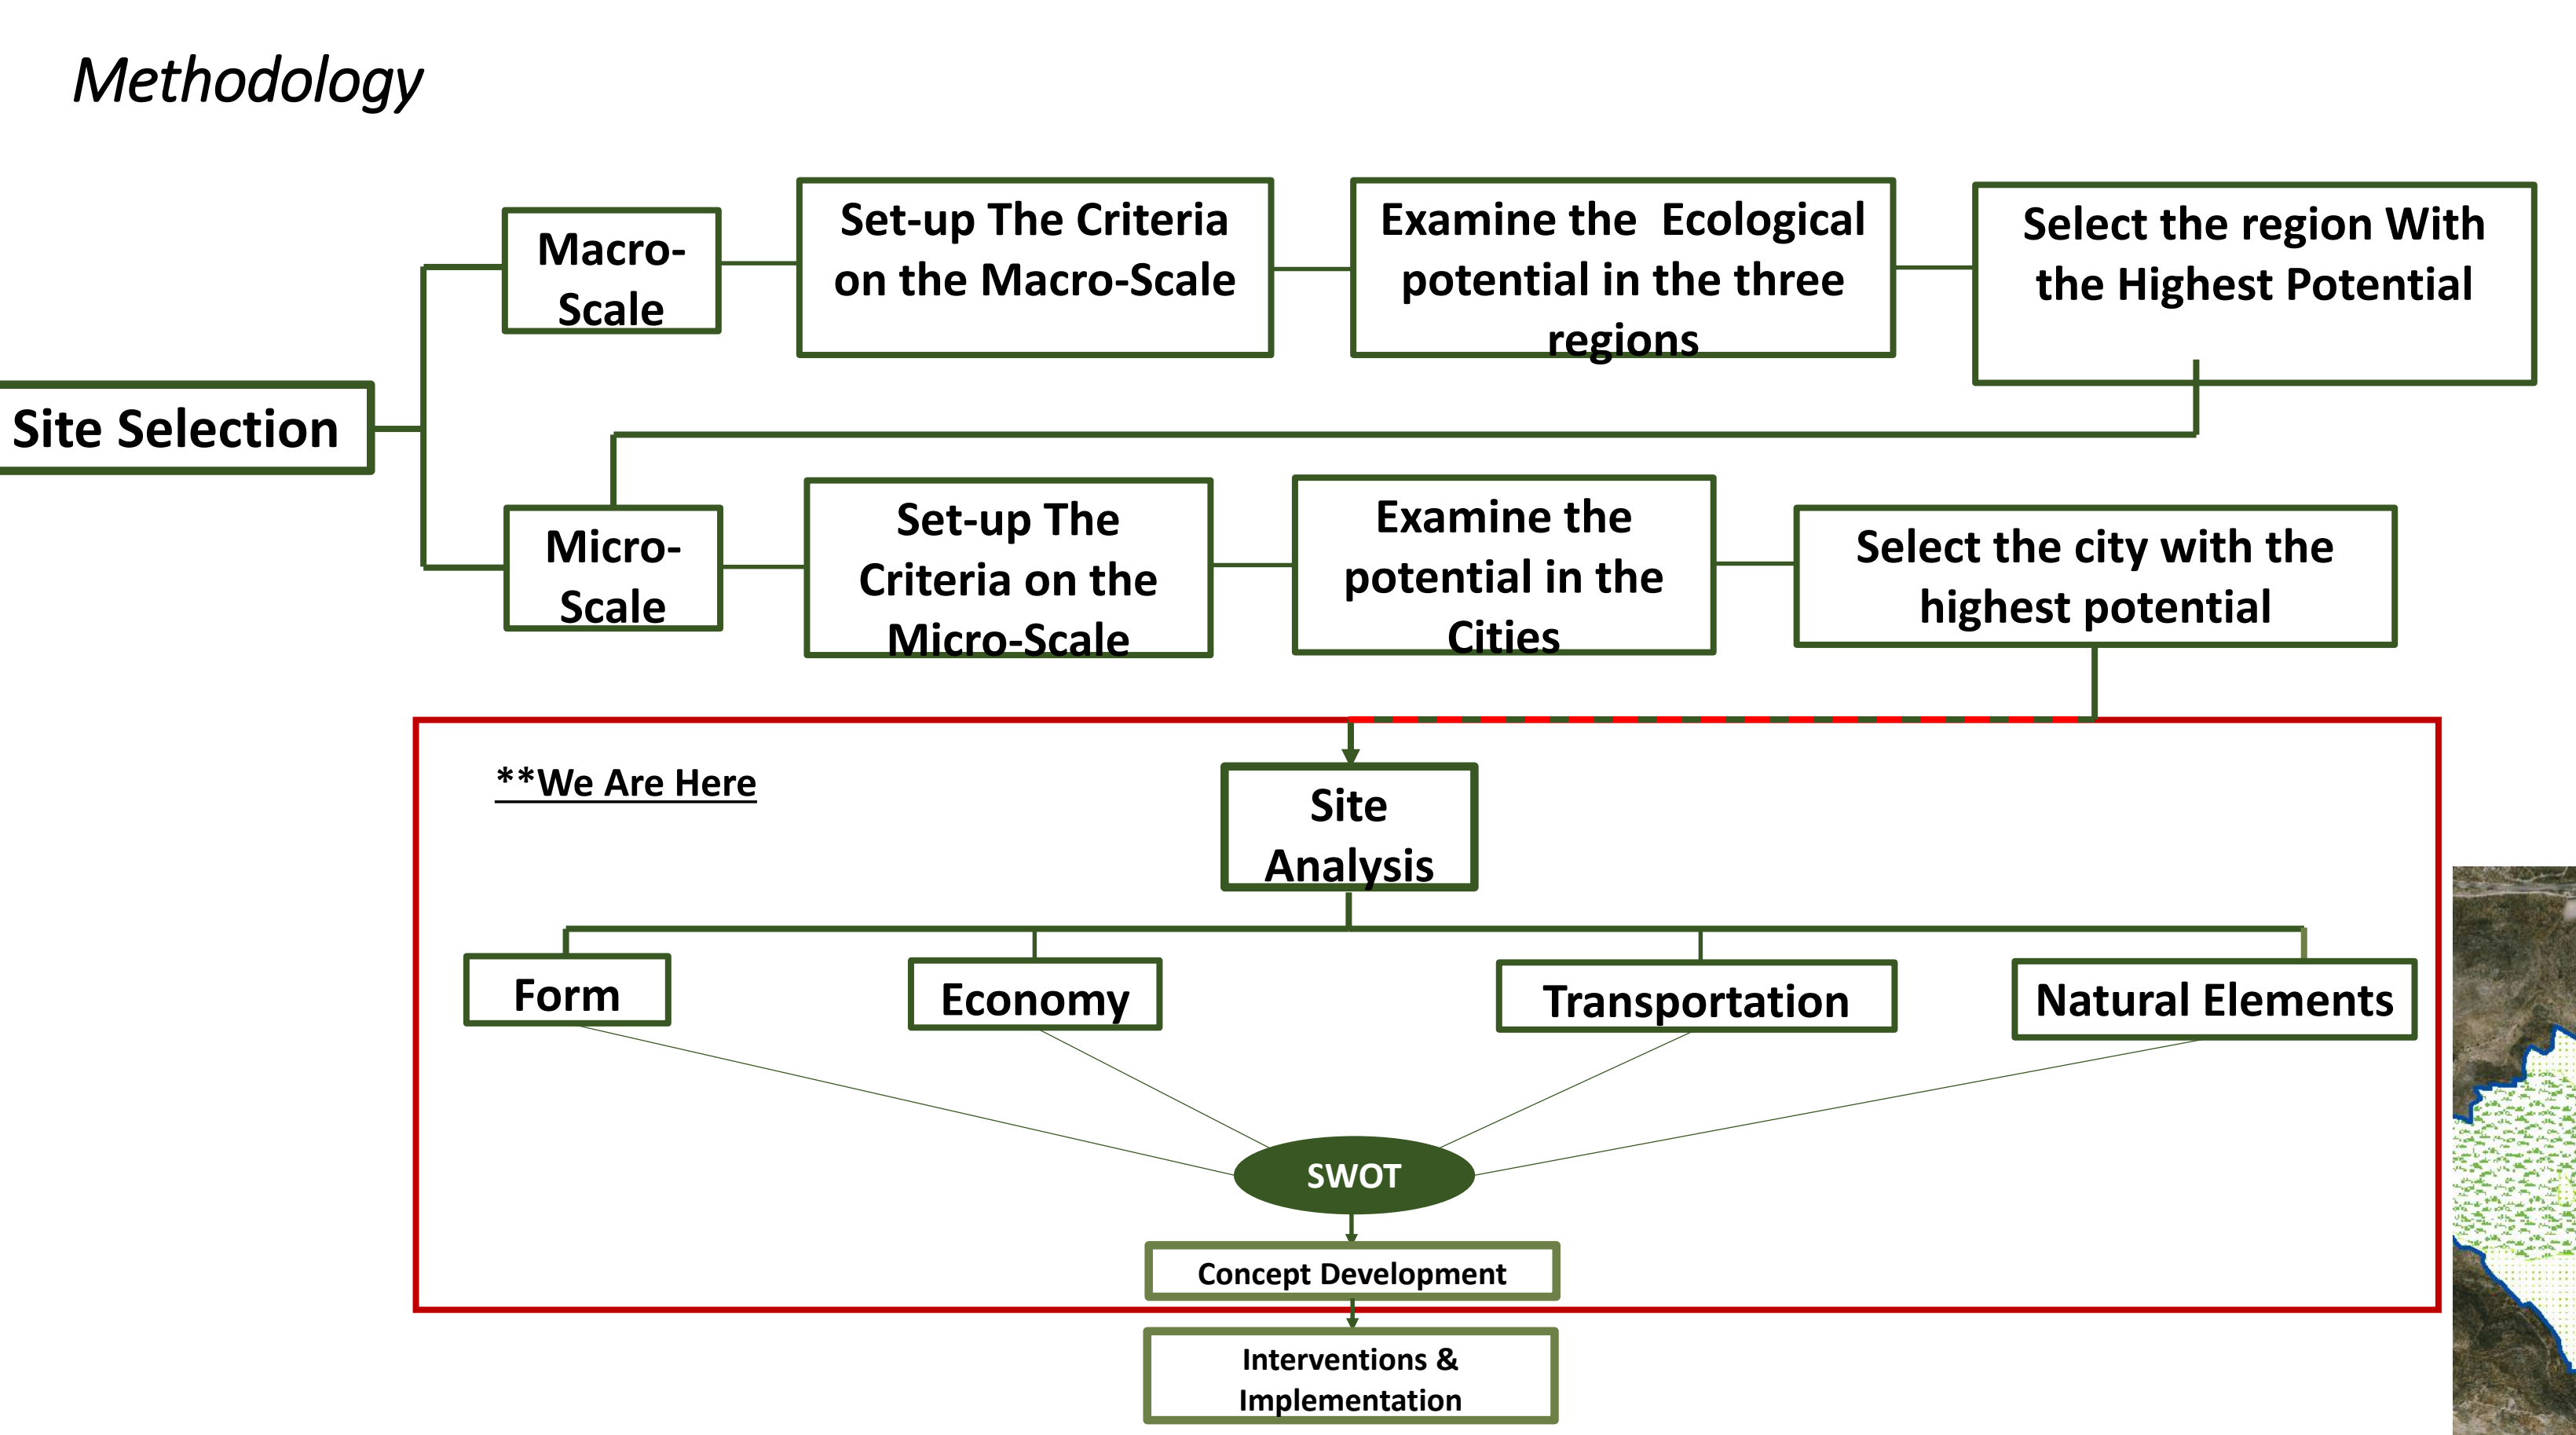 Methodology
Macro-
Scale
Set-up The Criteria
on the Macro-Scale
Examine the  Ecological
potential in the three
regions
Select the region With
the Highest Potential
Site Selection
Micro-
Scale
Set-up The
Criteria on the
Micro-Scale
Examine the
potential in the
Cities
Select the city with the
highest potential
**We Are Here
Site
Analysis
Form
Economy
Transportation
Natural Elements
SWOT
Concept Development
Interventions &
Implementation